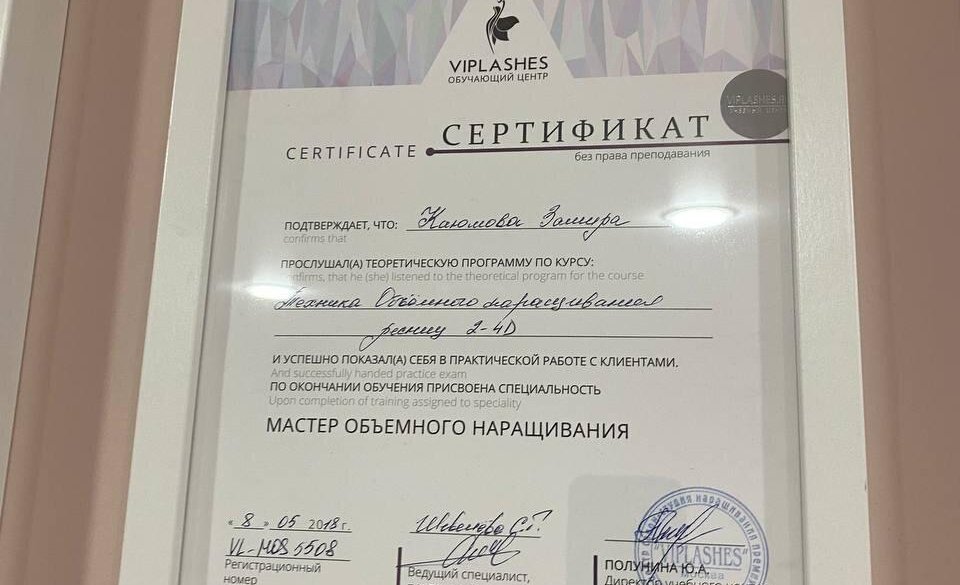 VIPLASHES
ОБУЧАЮЩИЙ ЦЕНТР
СЕРТИФИКАТ
CERTIFICATE
без права преподавания
ПОДТВЕРЖДАЕТ, ЧТО: Каюмова Замира
confirms that
ПРОСЛУШАЛ(А) ТЕОРЕТИЧЕСКУЮ ПРОГРАММУ ПО КУРСУ:
confirms, that he (she) listened to the theoretical program for the course
Техника Объёмного наращивания
ресниц 2-4D
И УСПЕШНО ПОКАЗАЛ(А) СЕБЯ В ПРАКТИЧЕСКОЙ РАБОТЕ С КЛИЕНТАМИ.
And successfully handed practice exam
ПО ОКОНЧАНИИ ОБУЧЕНИЯ ПРИСВОЕНА СПЕЦИАЛЬНОСТЬ
Upon completion of training assigned to speciality
МАСТЕР ОБЪЕМНОГО НАРАЩИВАНИЯ
«8» 05 2018 г.
VL-MOS 5508
Регистрационный
номер
Ведущий специалист,
"VIPLASHES"
Москва
ПОЛУНИНА Ю.А.
Директор учебного